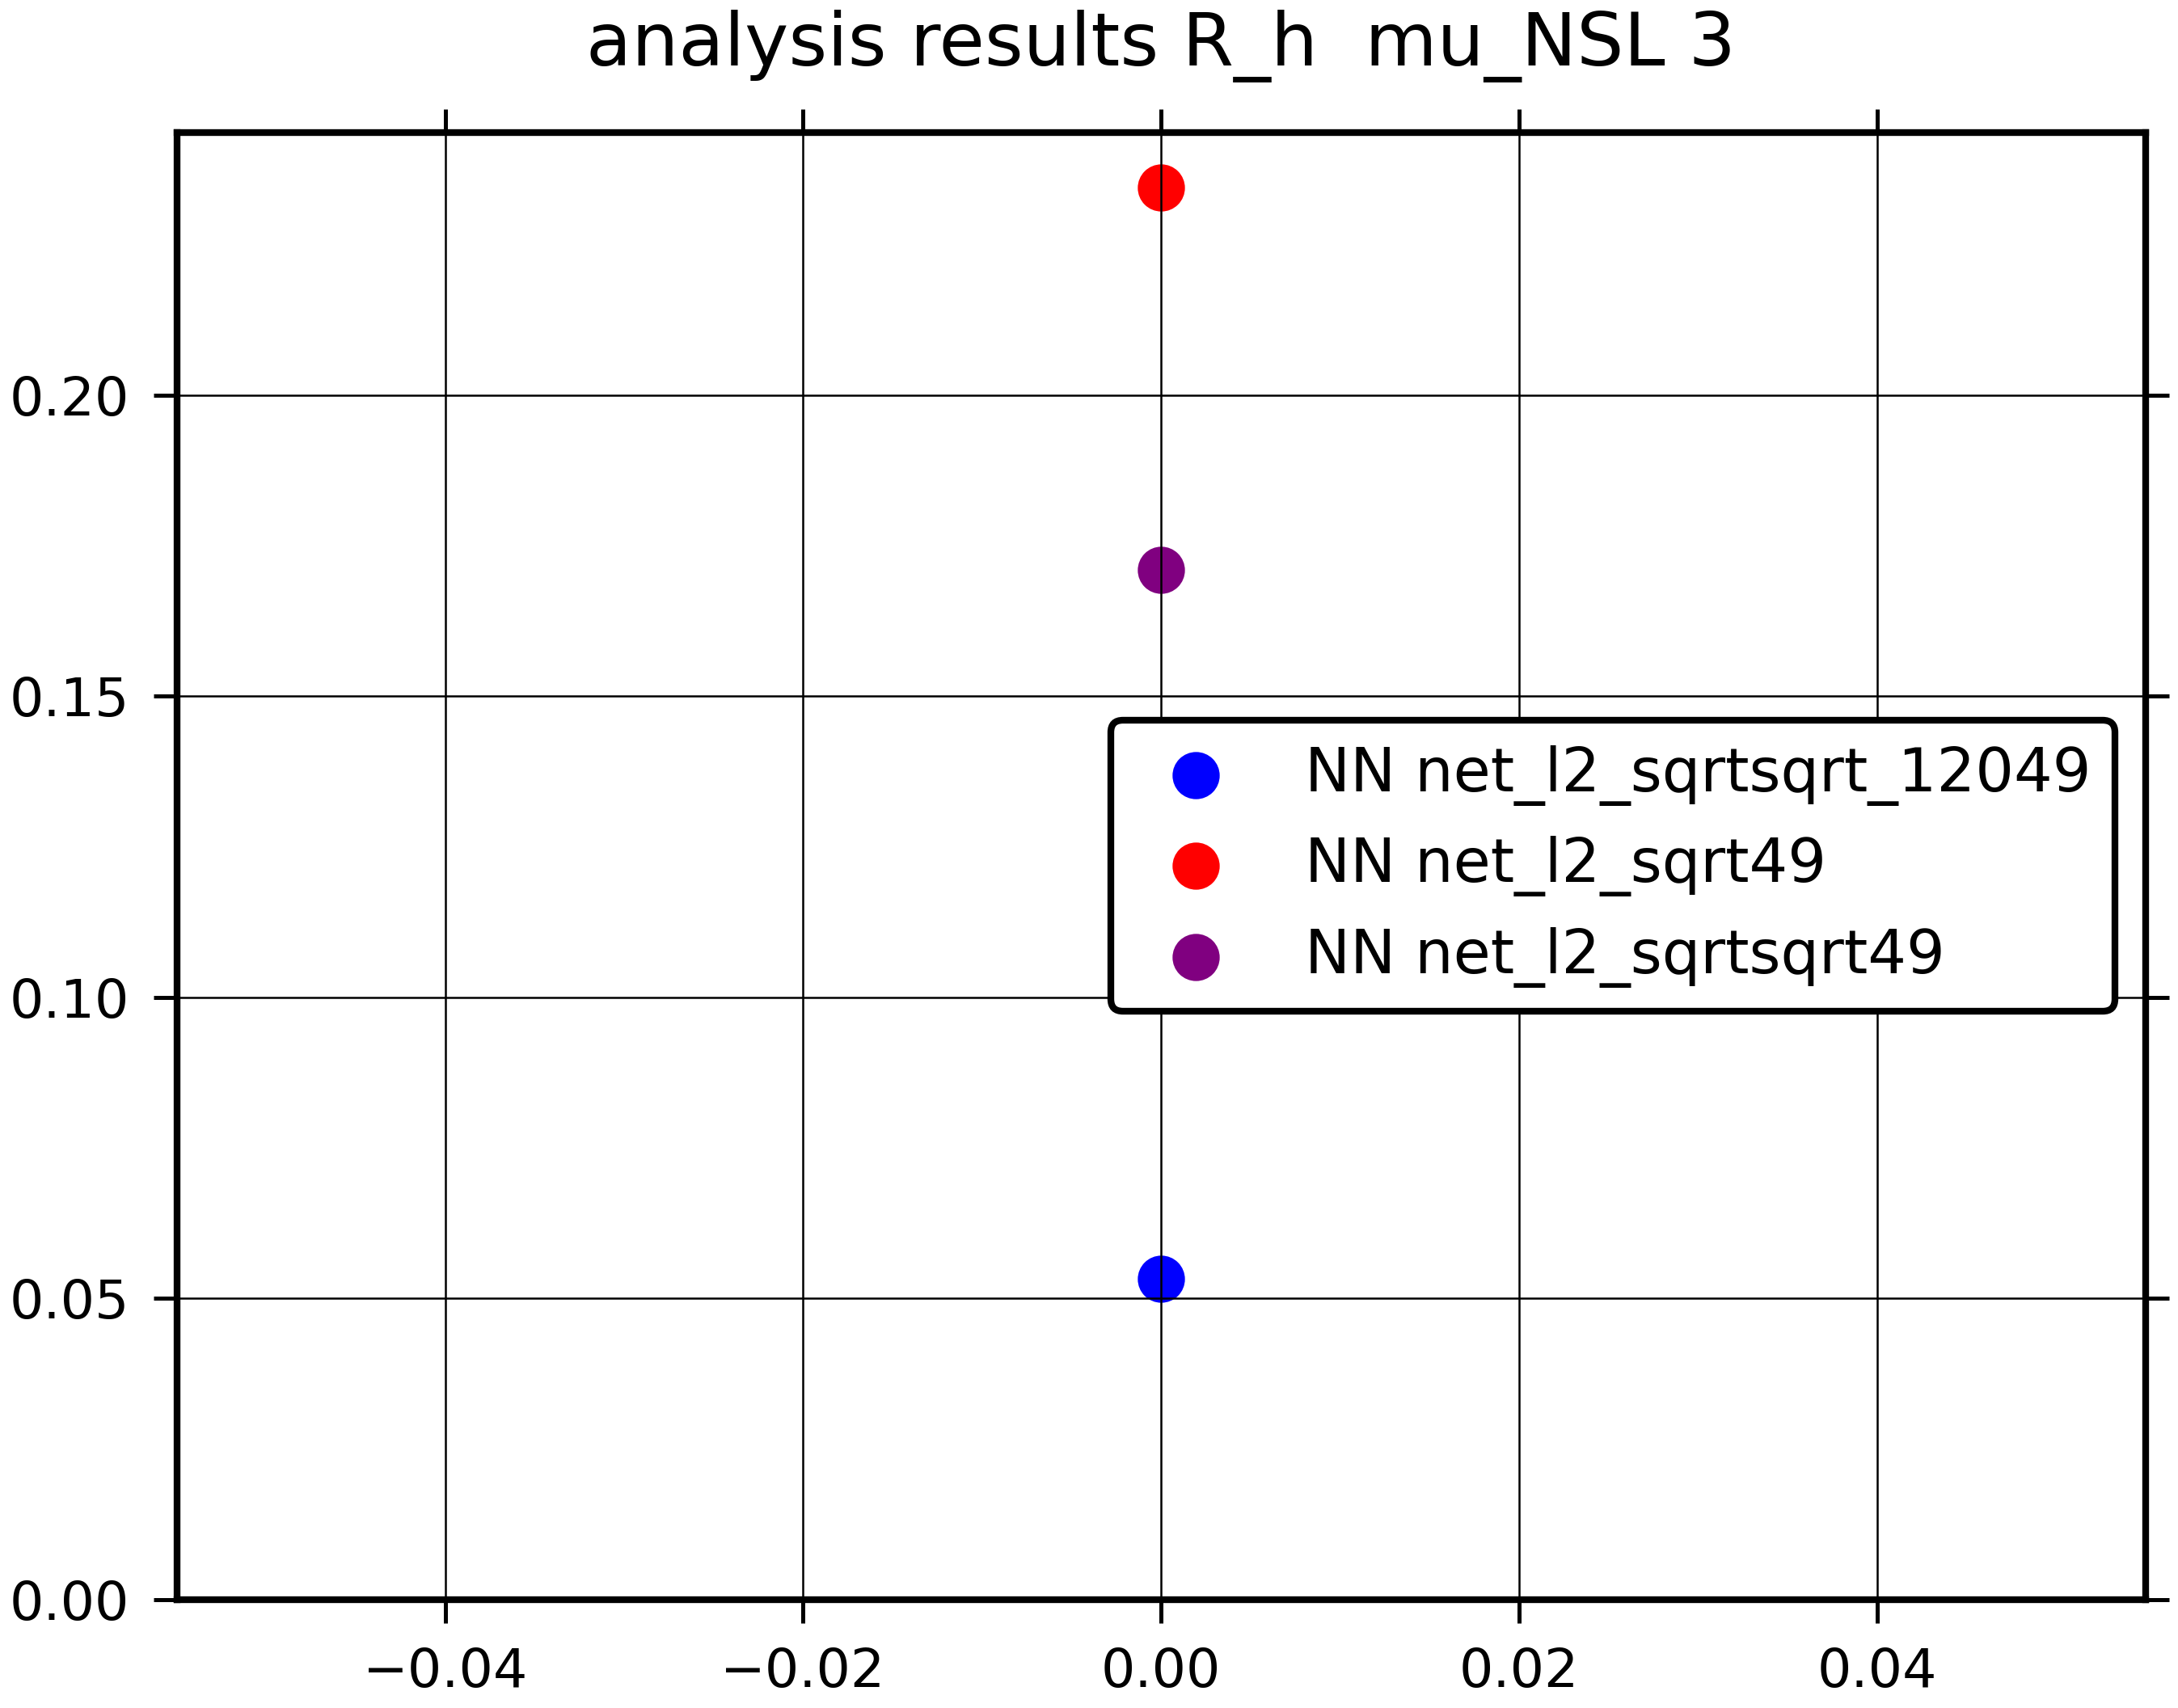 analysis results R_h  mu_NSL 3
0.20
0.15
NN net_l2_sqrtsqrt_12049
NN net_l2_sqrt49
NN net_l2_sqrtsqrt49
0.10
0.05
0.00
−0.04 −0.02 0.00 0.02 0.04